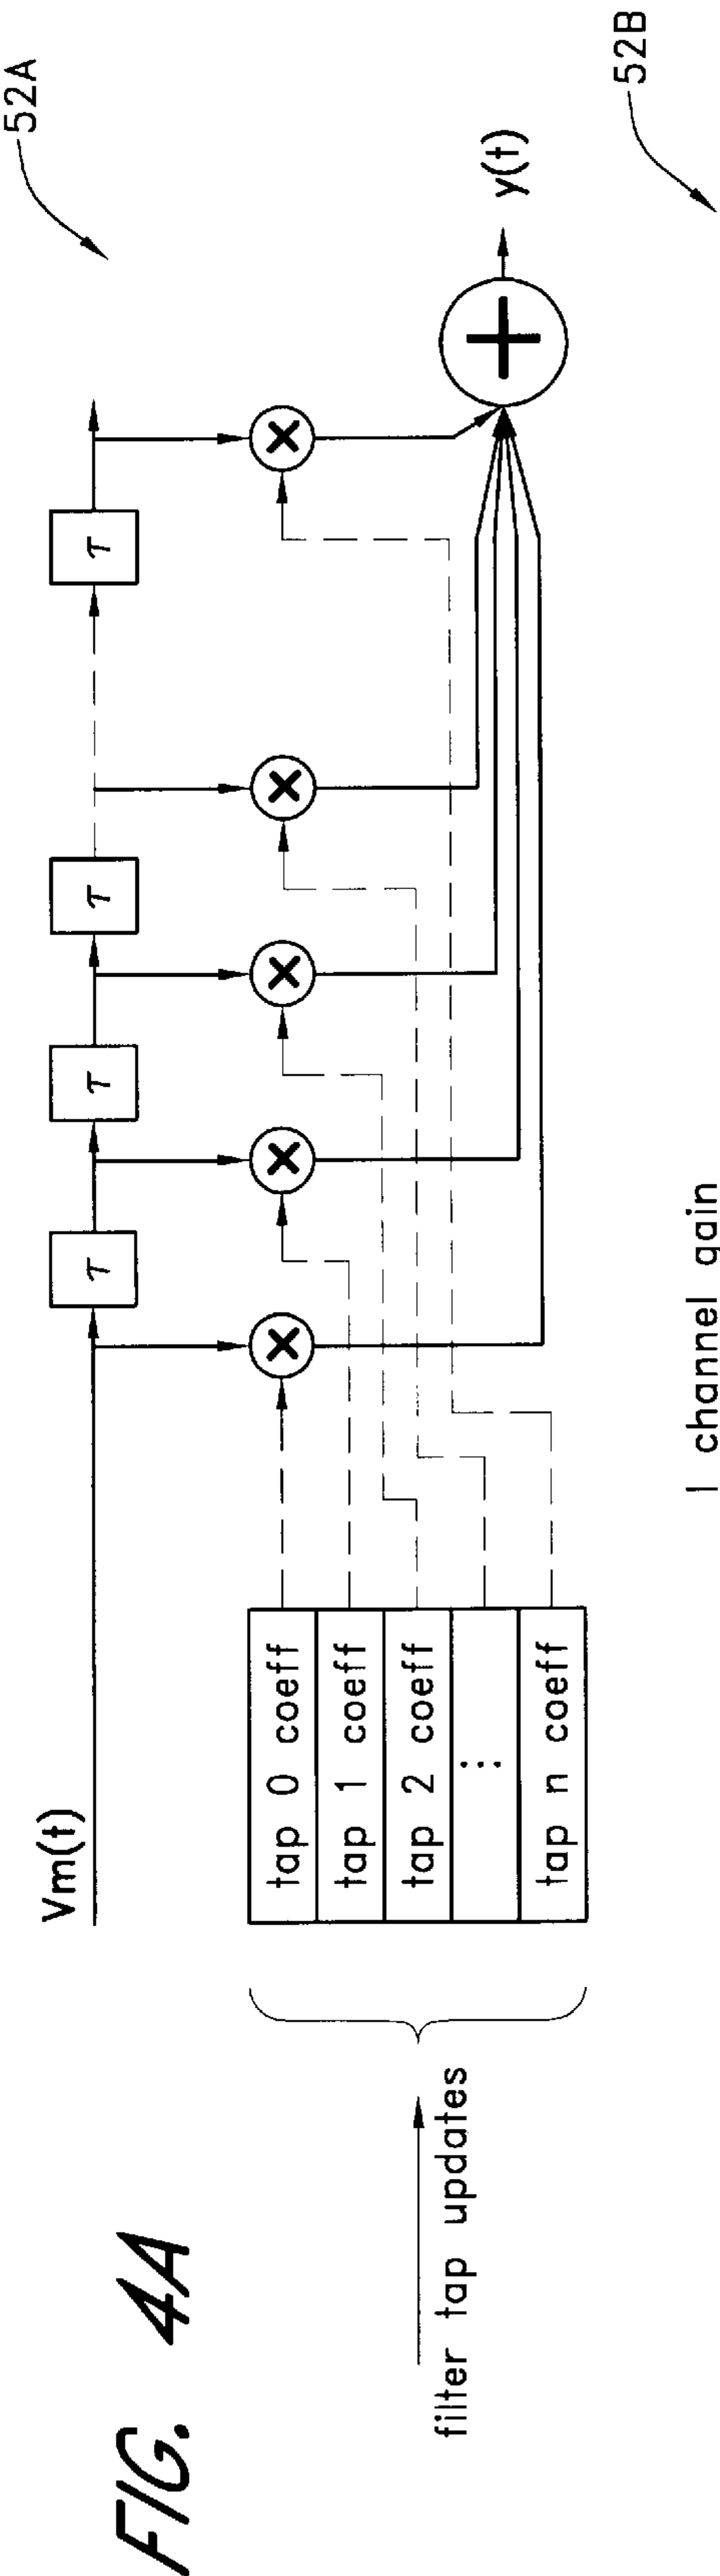 FIG. 4A
52A
Vm(t)
τ
τ
τ
τ
×
×
×
×
×
+
y(t)
tap 0 coeff
tap 1 coeff
tap 2 coeff
⋮
tap n coeff
filter tap updates
52B
I channel gain